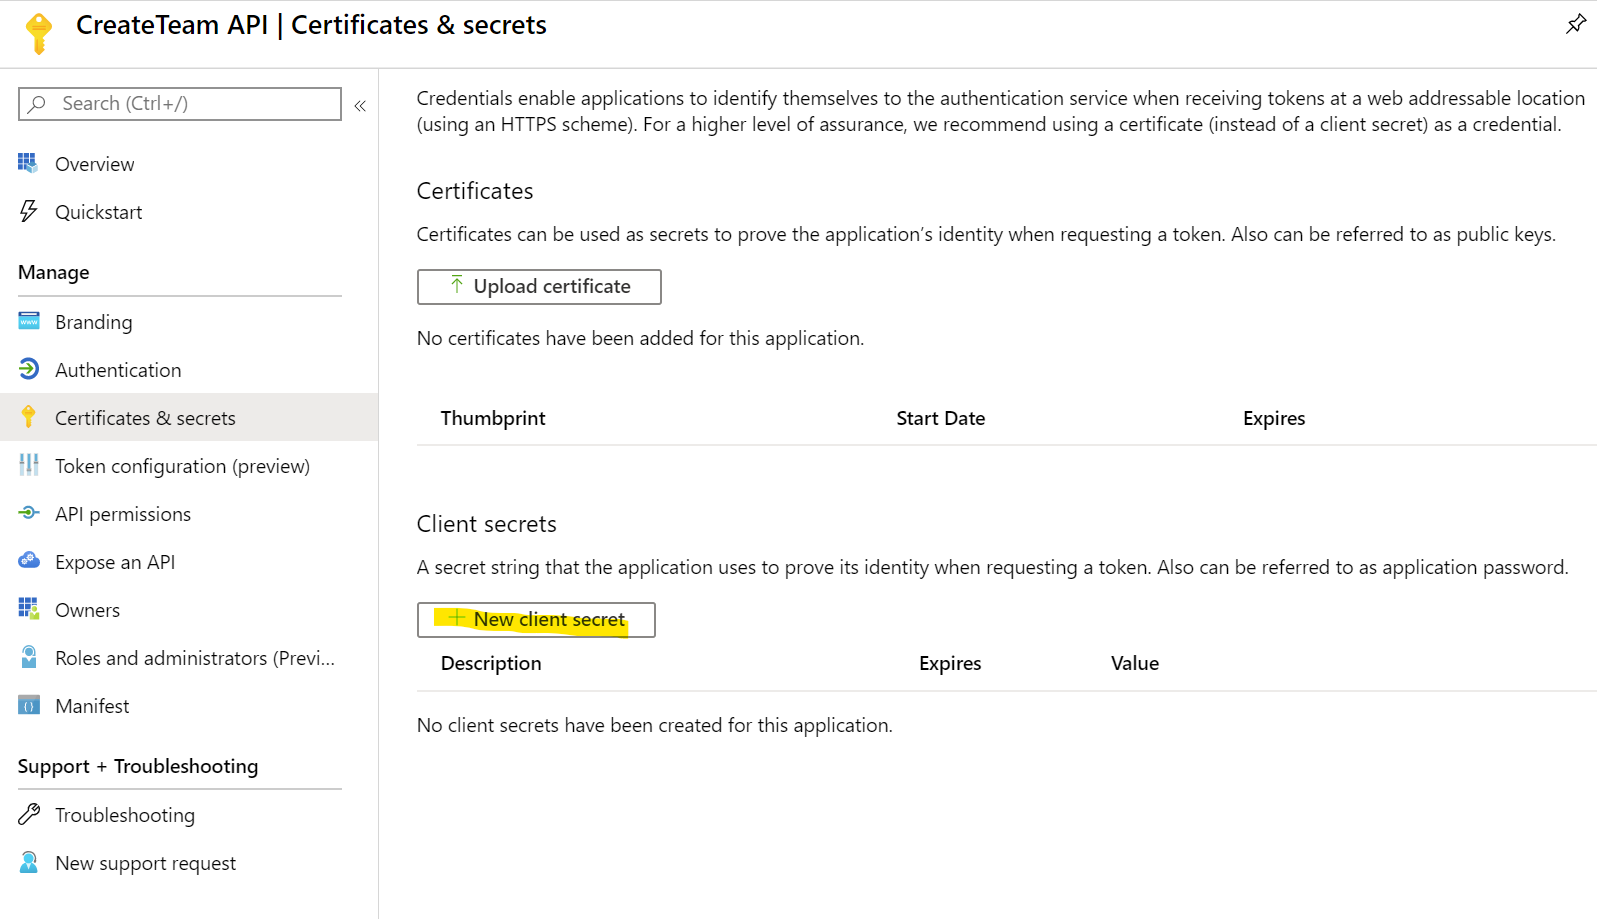 CreateTeam API | Certificates & secrets
Search (Ctrl+/)
«
Overview
Quickstart
Manage
Branding
Authentication
Certificates & secrets
Token configuration (preview)
API permissions
Expose an API
Owners
Roles and administrators (Previ...
Manifest
Support + Troubleshooting
Troubleshooting
New support request
Credentials enable applications to identify themselves to the authentication service when receiving tokens at a web addressable location
(using an HTTPS scheme). For a higher level of assurance, we recommend using a certificate (instead of a client secret) as a credential.
Certificates
Certificates can be used as secrets to prove the application's identity when requesting a token. Also can be referred to as public keys.
Upload certificate
No certificates have been added for this application.
Thumbprint Start Date Expires
Client secrets
A secret string that the application uses to prove its identity when requesting a token. Also can be referred to as application password.
+ New client secret
Description Expires Value
No client secrets have been created for this application.